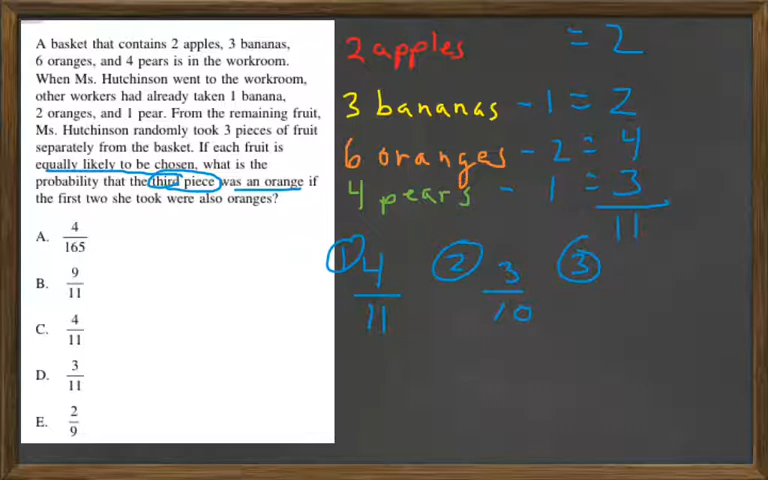 A basket that contains 2 apples, 3 bananas,
6 oranges, and 4 pears is in the workroom.
When Ms. Hutchinson went to the workroom,
other workers had already taken 1 banana,
2 oranges, and 1 pear. From the remaining fruit,
Ms. Hutchinson randomly took 3 pieces of fruit
separately from the basket. If each fruit is
equally likely to be chosen, what is the
probability that the third piece was an orange if
the first two she took were also oranges?
A. 4/165
B. 9/11
C. 4/11
D. 3/11
E. 2/9
2 apples = 2
3 bananas - 1 = 2
6 oranges - 2 = 4
4 pears - 1 = 3
11
① 4/11 ② 3/10 ③